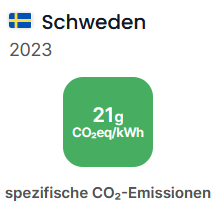 Schweden
2023
21g
CO₂eq/kWh
spezifische CO₂-Emissionen